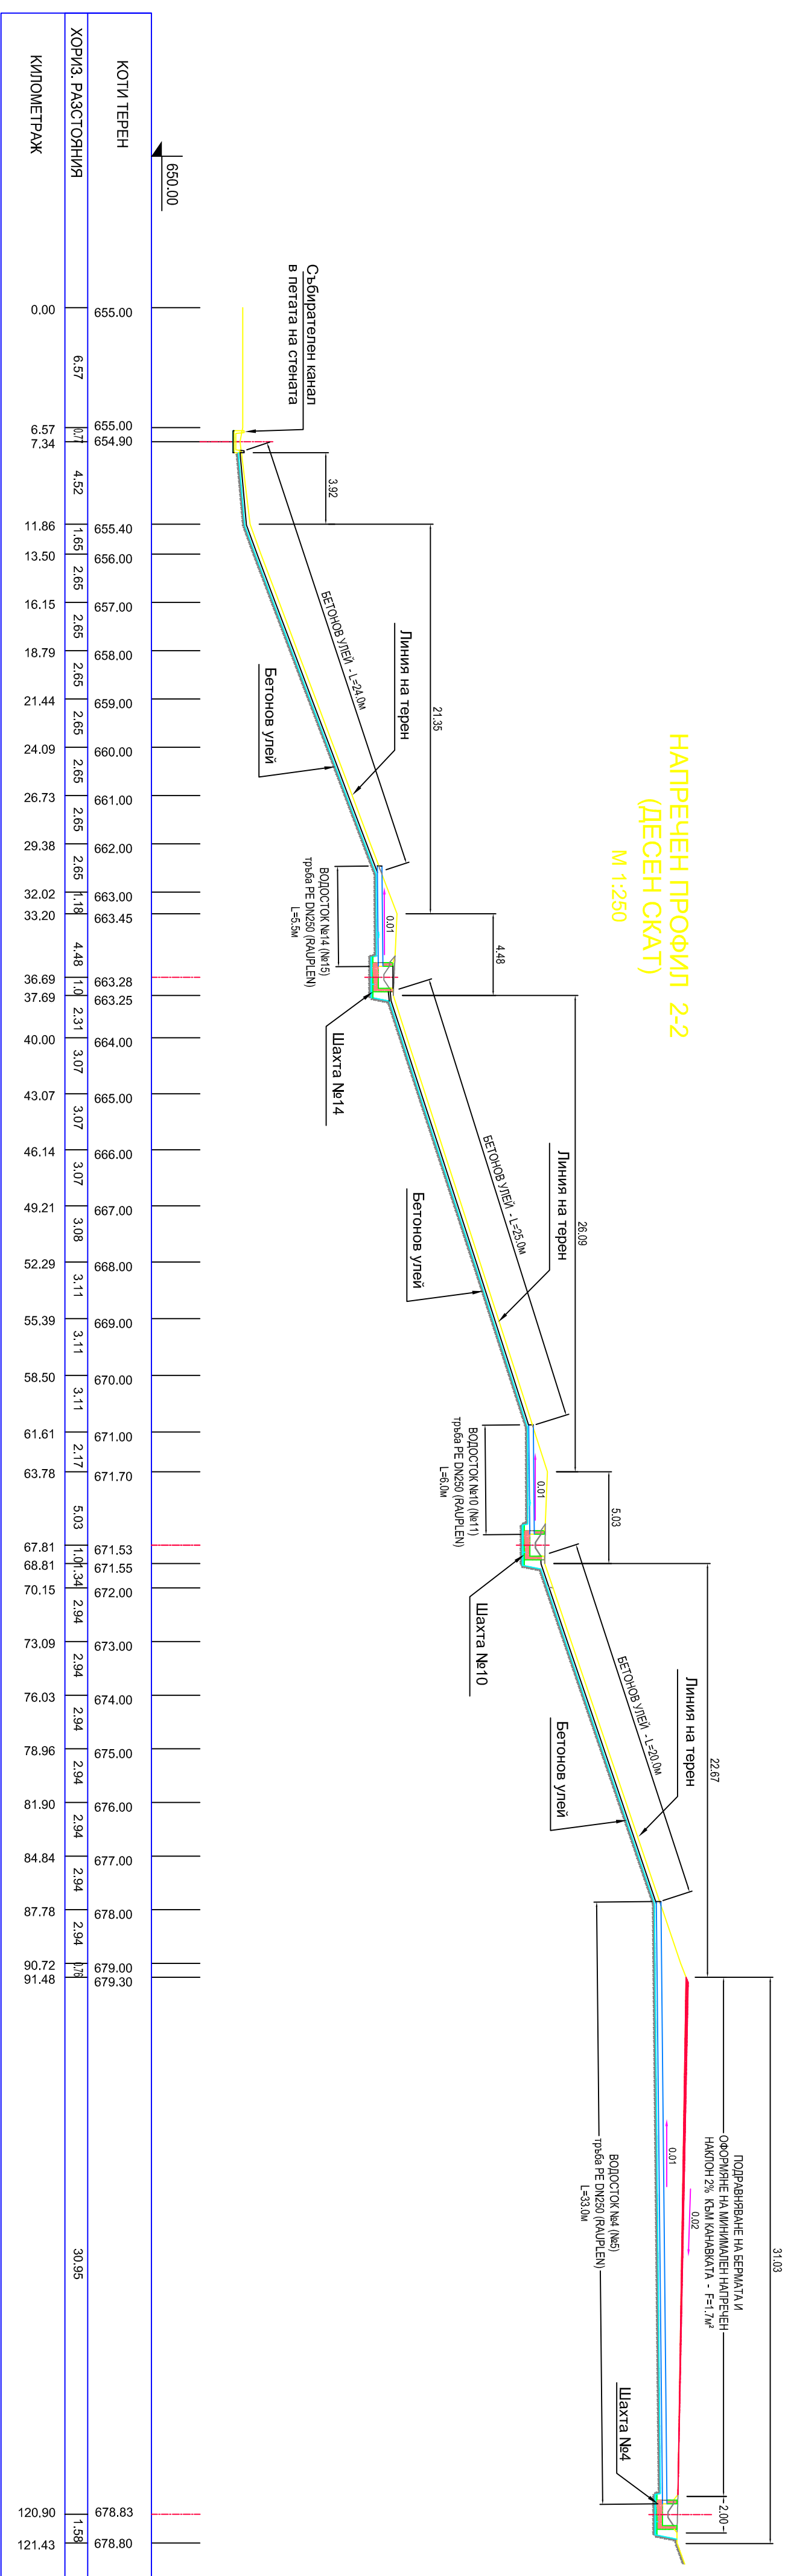 НАПРЕЧЕН ПРОФИЛ 2-2
(ДЕСЕН СКАТ)
М 1:250
650.00
Събирателен канал
в петата на стената
3.92
БЕТОНОВ УЛЕЙ - L=24.0м
21.35
Линия на терен
Бетонов улей
ВОДОСТОК №14 (№15)
тръба PE DN250 (RAUPLEN)
L=5.5м
0.01
4.48
Шахта №14
БЕТОНОВ УЛЕЙ - L=25.0м
26.09
Линия на терен
Бетонов улей
ВОДОСТОК №10 (№11)
тръба PE DN250 (RAUPLEN)
L=6.0м
0.01
5.03
Шахта №10
БЕТОНОВ УЛЕЙ - L=20.0м
22.67
Линия на терен
Бетонов улей
31.03
ПОДРАВНЯВАНЕ НА БЕРМАТА И
ОФОРМЯНЕ НА МИНИМАЛЕН НАПРЕЧЕН
НАКЛОН 2% КЪМ КАНАВКАТА - F=1.7м²
0.02
0.01
ВОДОСТОК №4 (№5)
тръба PE DN250 (RAUPLEN)
L=33.0м
Шахта №4
2.00
КОТИ ТЕРЕН
655.00 655.00 654.90 655.40 656.00 657.00 658.00 659.00 660.00 661.00 662.00 663.00 663.45 663.28 663.25 664.00 665.00 666.00 667.00 668.00 669.00 670.00 671.00 671.70 671.53 671.55 672.00 673.00 674.00 675.00 676.00 677.00 678.00 679.00 679.30 678.83 678.80
ХОРИЗ. РАЗСТОЯНИЯ
6.57 0.77 4.52 1.65 2.65 2.65 2.65 2.65 2.65 2.65 2.65 1.18 4.48 1.0 2.31 3.07 3.07 3.07 3.08 3.11 3.11 3.11 2.17 5.03 1.0 1.34 2.94 2.94 2.94 2.94 2.94 2.94 2.94 0.76 30.95 1.58
КИЛОМЕТРАЖ
0.00 6.57 7.34 11.86 13.50 16.15 18.79 21.44 24.09 26.73 29.38 32.02 33.20 36.69 37.69 40.00 43.07 46.14 49.21 52.29 55.39 58.50 61.61 63.78 67.81 68.81 70.15 73.09 76.03 78.96 81.90 84.84 87.78 90.72 91.48 120.90 121.43